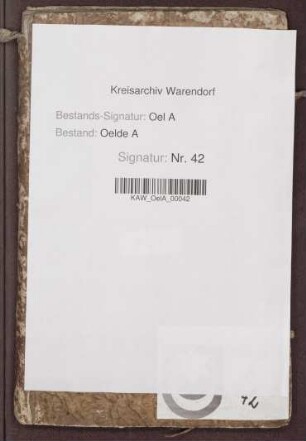 Kreisarchiv Warendorf
Bestands-Signatur: Oel A
Bestand: Oelde A
Signatur: Nr. 42
KAW_OelA_00042